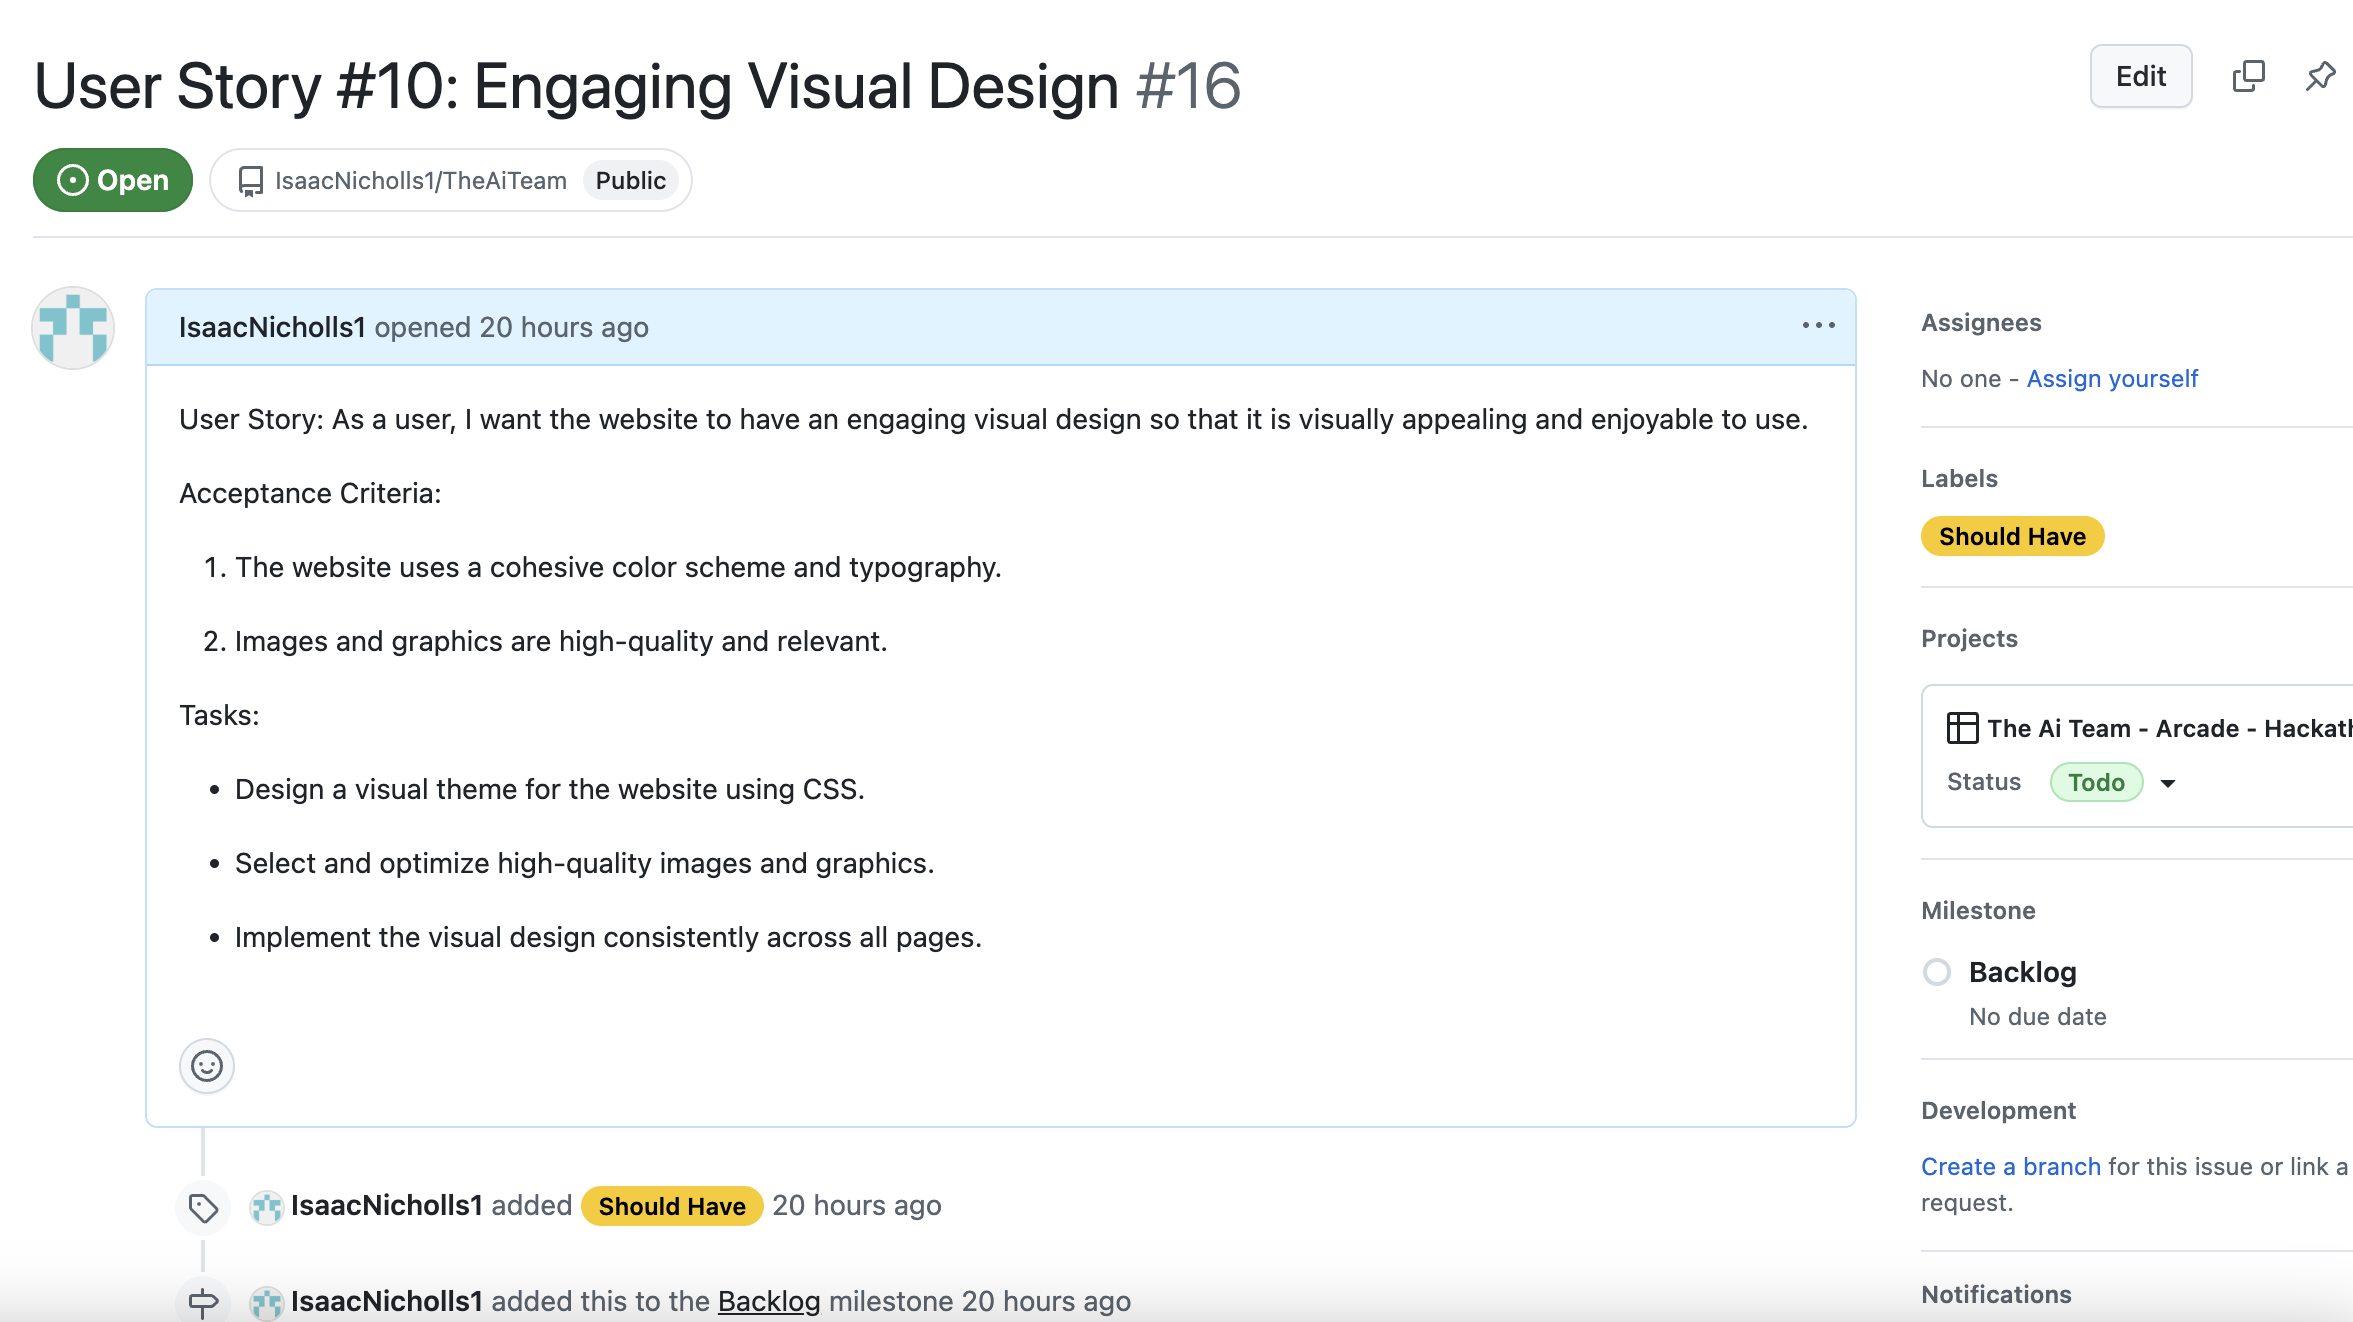 User Story #10: Engaging Visual Design #16
Edit
Open
IsaacNicholls1/TheAiTeam Public
IsaacNicholls1 opened 20 hours ago
User Story: As a user, I want the website to have an engaging visual design so that it is visually appealing and enjoyable to use.
Acceptance Criteria:
1. The website uses a cohesive color scheme and typography.
2. Images and graphics are high-quality and relevant.
Tasks:
• Design a visual theme for the website using CSS.
• Select and optimize high-quality images and graphics.
• Implement the visual design consistently across all pages.
IsaacNicholls1 added Should Have 20 hours ago
IsaacNicholls1 added this to the Backlog milestone 20 hours ago
Assignees
No one - Assign yourself
Labels
Should Have
Projects
The Ai Team - Arcade - Hackath
Status Todo
Milestone
Backlog
No due date
Development
Create a branch for this issue or link a
request.
Notifications